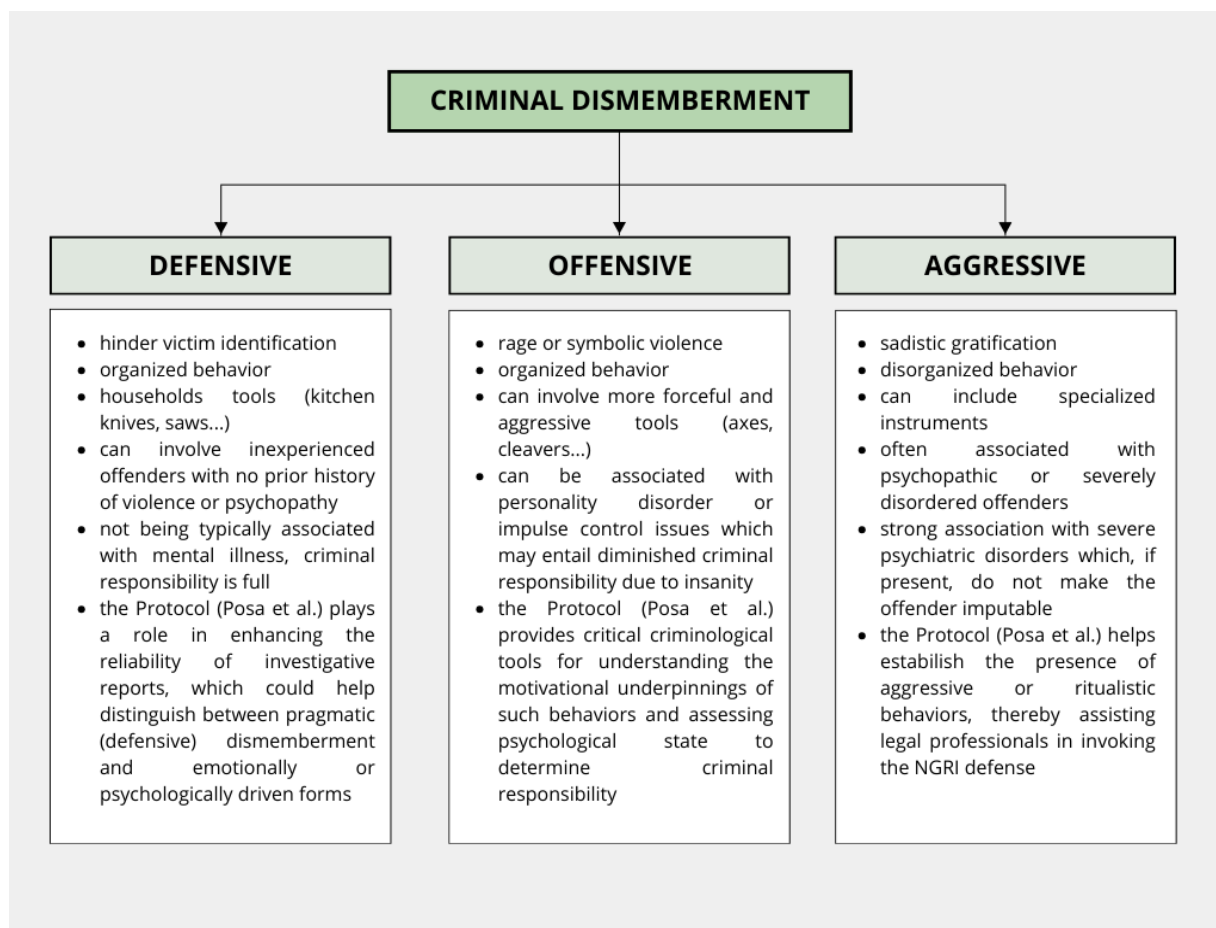 CRIMINAL DISMEMBERMENT
DEFENSIVE
• hinder victim identification
• organized behavior
• households tools (kitchen
knives, saws...)
• can involve inexperienced
offenders with no prior history
of violence or psychopathy
• not being typically associated
with mental illness, criminal
responsibility is full
• the Protocol (Posa et al.) plays
a role in enhancing the
reliability of investigative
reports, which could help
distinguish between pragmatic
(defensive) dismemberment
and emotionally or
psychologically driven forms
OFFENSIVE
• rage or symbolic violence
• organized behavior
• can involve more forceful and
aggressive tools (axes,
cleavers...)
• can be associated with
personality disorder or
impulse control issues which
may entail diminished criminal
responsibility due to insanity
• the Protocol (Posa et al.)
provides critical criminological
tools for understanding the
motivational underpinnings of
such behaviors and assessing
psychological state to
determine criminal
responsibility
AGGRESSIVE
• sadistic gratification
• disorganized behavior
• can include specialized
instruments
• often associated with
psychopathic or severely
disordered offenders
• strong association with severe
psychiatric disorders which, if
present, do not make the
offender imputable
• the Protocol (Posa et al.) helps
estabilish the presence of
aggressive or ritualistic
behaviors, thereby assisting
legal professionals in invoking
the NGRI defense